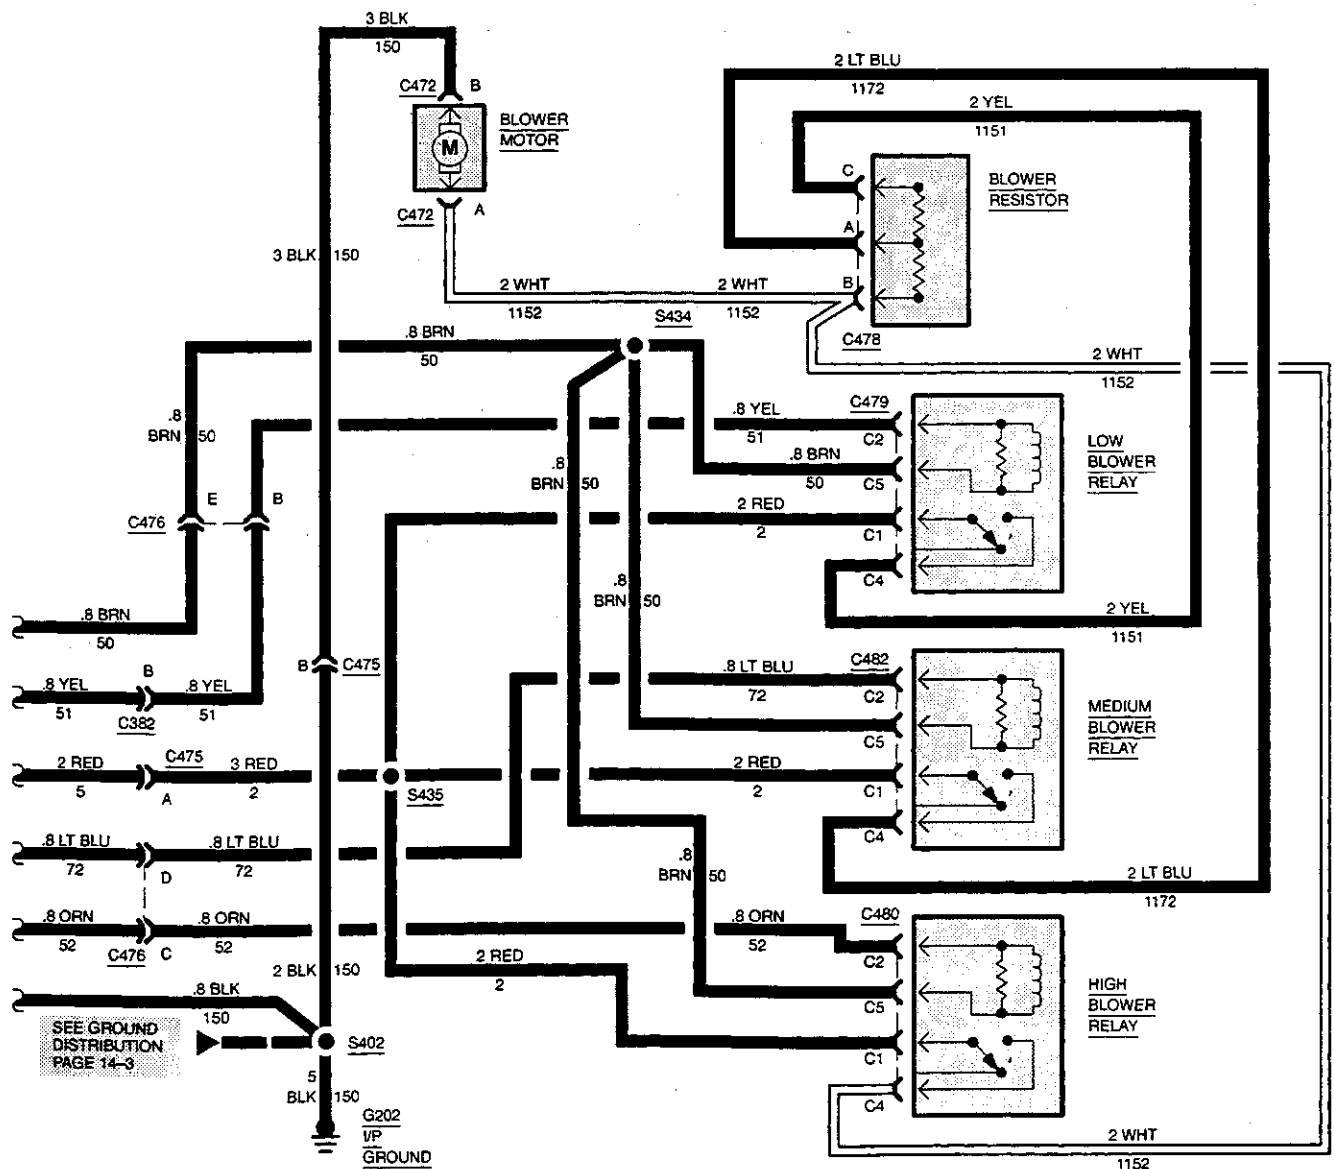 3 BLK
150
C472 B
BLOWER
MOTOR
M
C472 A
2 LT BLU
1172
2 YEL
1151
C
A
B
BLOWER
RESISTOR
C478
3 BLK 150
2 WHT
1152
2 WHT
1152
S434
.8 BRN
50
2 WHT
1152
.8
BRN 50
E B
C476
.8 YEL
51
C479
C2
.8 BRN
50
C5
2 RED
2
C1
C4
LOW
BLOWER
RELAY
.8
BRN 50
.8
BRN 50
2 YEL
1151
.8 BRN
50
B C475
.8 YEL
51
B
C382
.8 YEL
51
.8 LT BLU
72
C482
C2
C5
C1
C4
MEDIUM
BLOWER
RELAY
2 RED
5
C475
A
3 RED
2
S435
2 RED
2
.8 LT BLU
72
D
.8 LT BLU
72
.8
BRN 50
2 LT BLU
1172
.8 ORN
52
C476 C
.8 ORN
52
.8 ORN
52
C480
C2
C5
C1
C4
HIGH
BLOWER
RELAY
2 BLK 150
2 RED
2
.8 BLK
150
SEE GROUND
DISTRIBUTION
PAGE 14-3
S402
5
BLK 150
G202
I/P
GROUND
2 WHT
1152